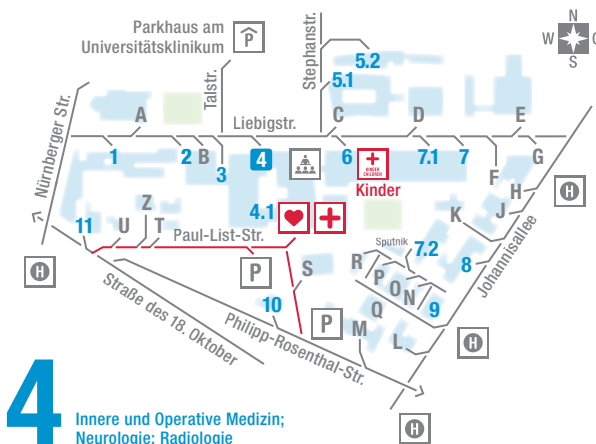 Parkhaus am
Universitätsklinikum
P
Stephanstr.
5.2
5.1
N
W
O
S
Talstr.
Nürnberger Str.
A
Liebigstr.
C
D
E
1
2
B
3
4
6
KINDER
CHILDREN
Kinder
7.1
7
F
G
H
H
4.1
Z
11
U
T
Paul-List-Str.
K
J
Johannisallee
Sputnik
7.2
8
H
P
S
R
P
O
N
9
10
Q
P
M
L
H
Straße des 18. Oktober
Philipp-Rosenthal-Str.
H
4
Innere und Operative Medizin;
Neurologie; Radiologie